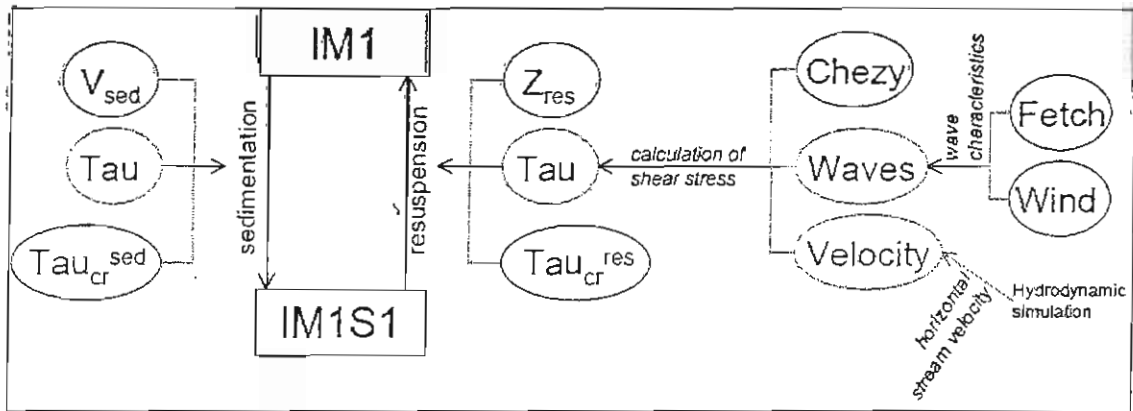 IM1
V_sed
Tau
Tau_cr^sed
sedimentation
resuspension
IM1S1
Z_res
Tau
Tau_cr^res
calculation of
shear stress
Chezy
Waves
Velocity
wave
characteristics
Fetch
Wind
horizontal
stream velocity
Hydrodynamic
simulation